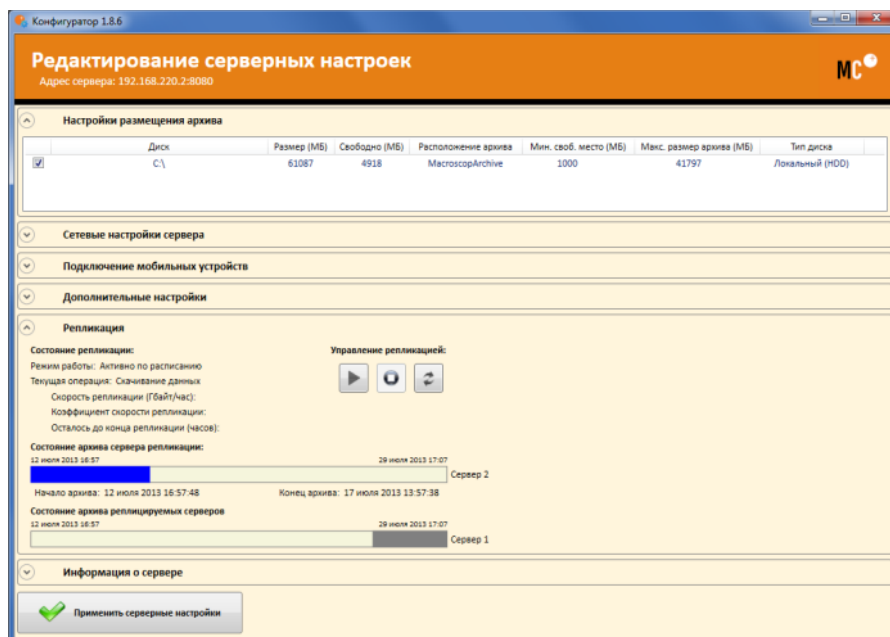 Конфигуратор 1.8.6
Редактирование серверных настроек
Адрес сервера: 192.168.220.2:8080
МС
Настройки размещения архива
Диск Размер (МБ) Свободно (МБ) Расположение архива Мин. своб. место (МБ) Макс. размер архива (МБ) Тип диска
C:\ 61087 4918 MacroscopArchive 1000 41797 Локальный (HDD)
Сетевые настройки сервера
Подключение мобильных устройств
Дополнительные настройки
Репликация
Состояние репликации: Управление репликацией:
Режим работы: Активно по расписанию
Текущая операция: Скачивание данных
Скорость репликации (Гбайт/час):
Коэффициент скорости репликации:
Осталось до конца репликации (часов):
Состояние архива сервера репликации:
12 июля 2013 16:57 29 июля 2013 17:07
Сервер 2
Начало архива: 12 июля 2013 16:57:48 Конец архива: 17 июля 2013 13:57:38
Состояние архива реплицируемых серверов
12 июля 2013 16:57 29 июля 2013 17:07
Сервер 1
Информация о сервере
Применить серверные настройки